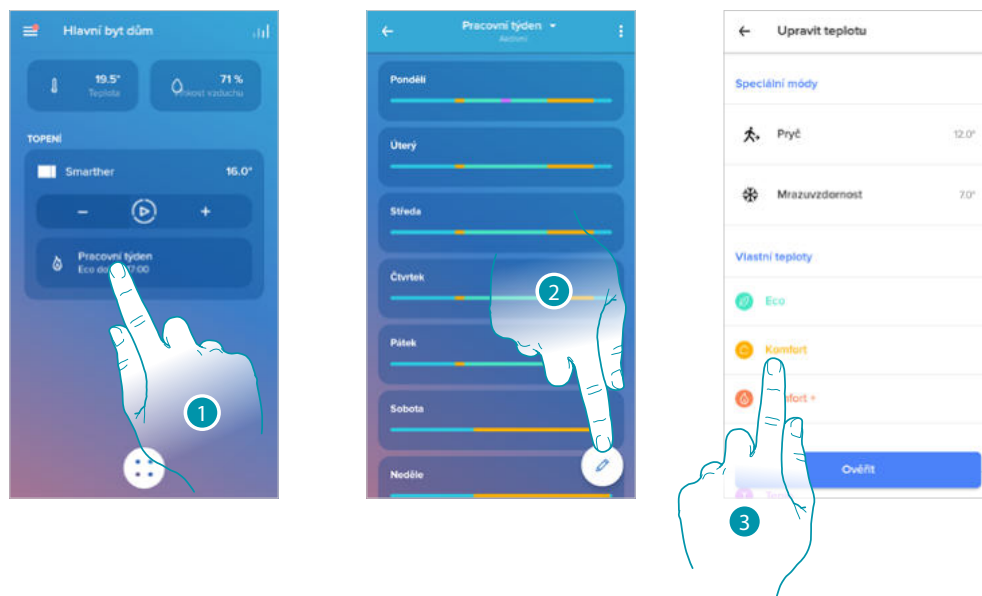 Hlavní byt dům
19.5°
Teplota
71 %
vzduchu
TOPENÍ
Smarther
16.0°
Pracovní týden
Eco
17:00
1
Pracovní týden
Aktivní
Pondělí
Úterý
Středa
Čtvrtek
Pátek
Sobota
Neděle
2
Upravit teplotu
Speciální módy
Pryč
12.0°
Mrazuvzdornost
7.0°
Vlastní teploty
Eco
Komfort
+
Ověřit
3